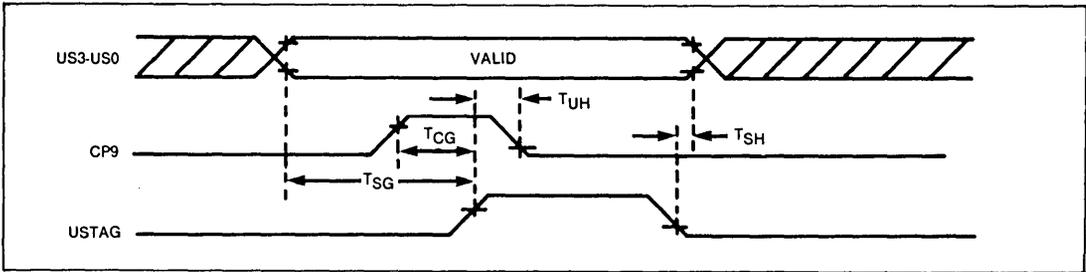 US3-US0
VALID
TUH
CP9
TCG
TSH
TSG
USTAG